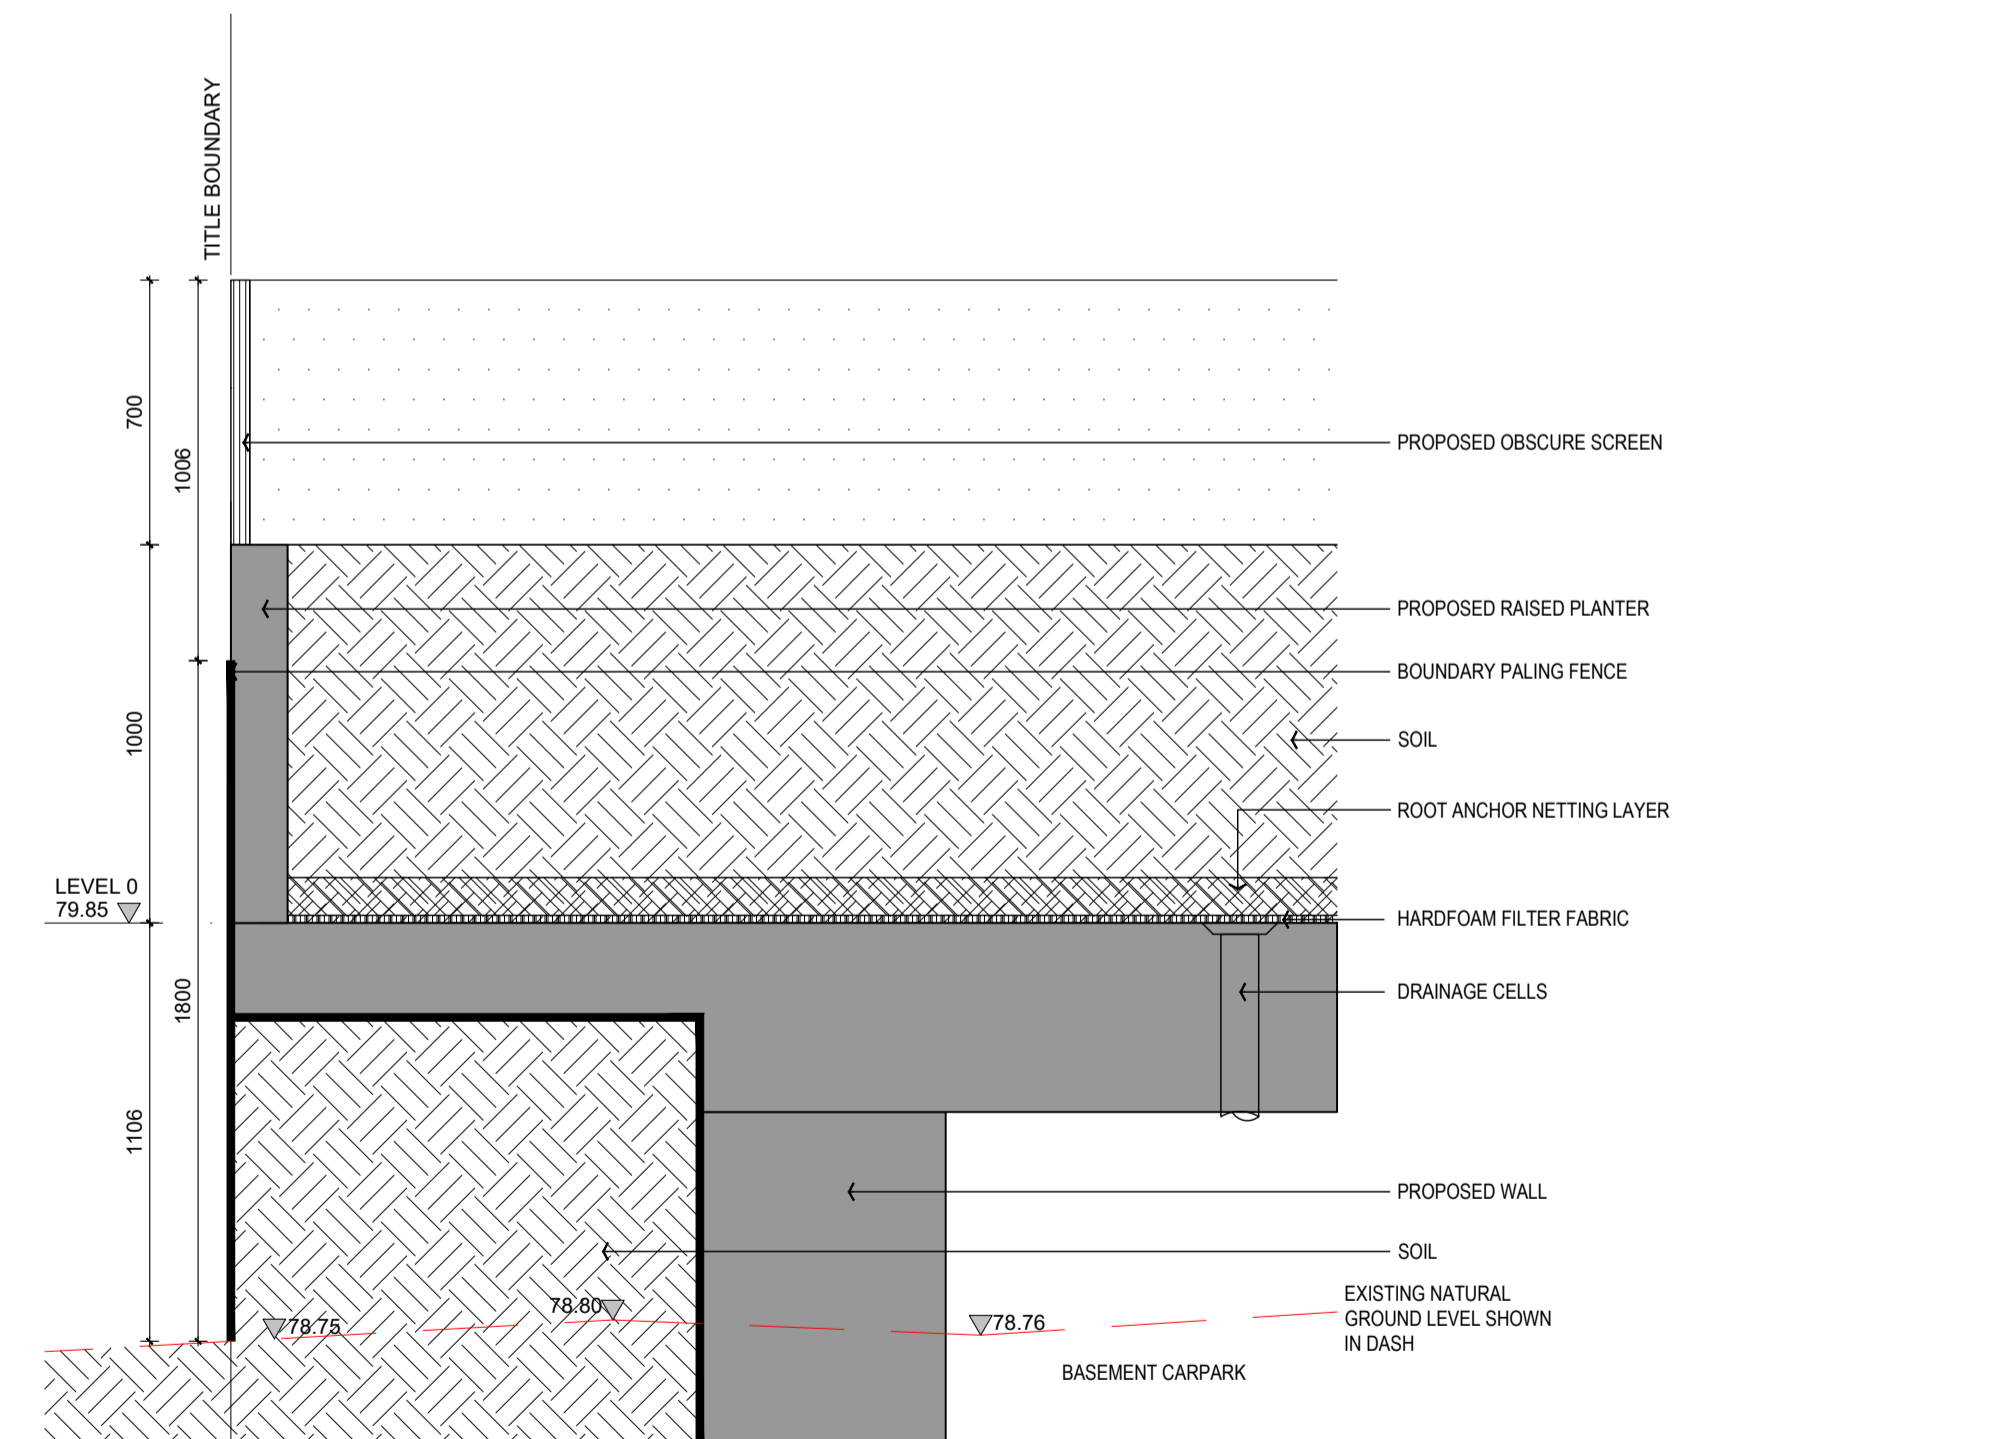 TITLE BOUNDARY
700
1006
PROPOSED OBSCURE SCREEN
PROPOSED RAISED PLANTER
BOUNDARY PALING FENCE
1000
SOIL
ROOT ANCHOR NETTING LAYER
LEVEL 0
79.85
HARDFOAM FILTER FABRIC
1800
DRAINAGE CELLS
1106
PROPOSED WALL
SOIL
78.75
78.80
78.76
EXISTING NATURAL
GROUND LEVEL SHOWN
IN DASH
BASEMENT CARPARK